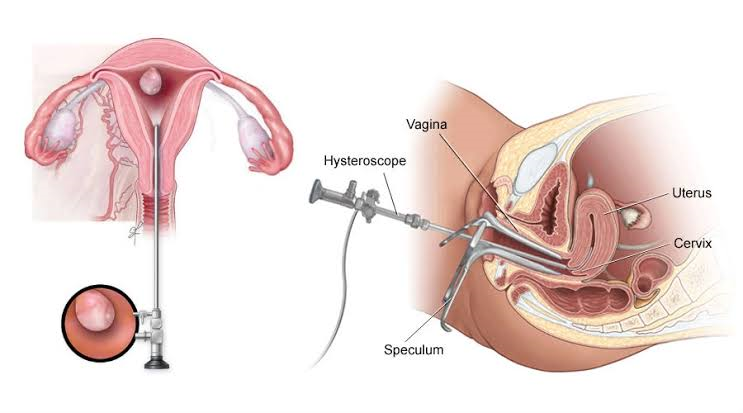 Vagina
Hysteroscope
Uterus
Cervix
Speculum